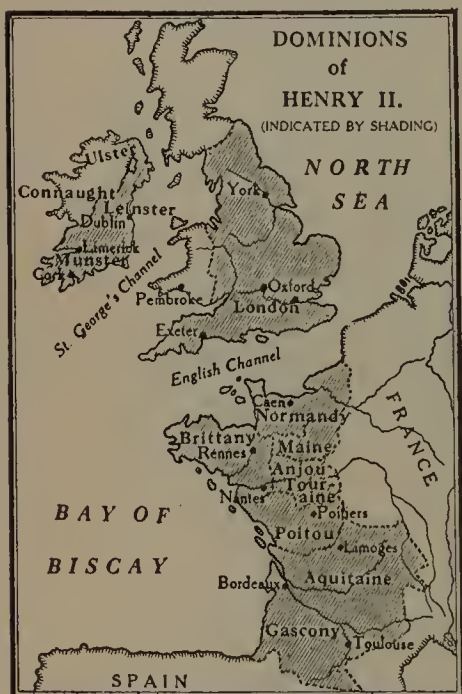 DOMINIONS
of
HENRY II.
(INDICATED BY SHADING)
NORTH
SEA
Ulster
Connaught
Leinster
Dublin
Limerick
Munster
Cork
St. George's Channel
York
Pembroke
Oxford
London
Exeter
English Channel
Caen
Normandy
FRANCE
Brittany
Rennes
Maine
Anjou
Tour-
aine
Nantes
Poitiers
Poitou
Limoges
BAY OF
BISCAY
Bordeaux
Aquitaine
Gascony
Toulouse
SPAIN